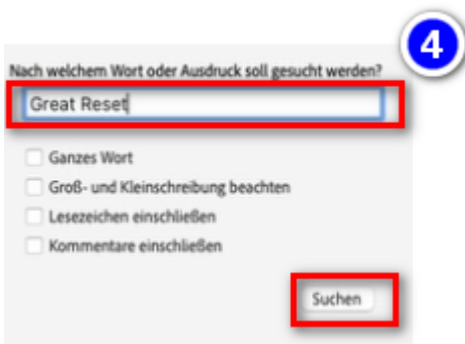 4
Nach welchem Wort oder Ausdruck soll gesucht werden?
Great Reset
Ganzes Wort
Groß- und Kleinschreibung beachten
Lesezeichen einschließen
Kommentare einschließen
Suchen